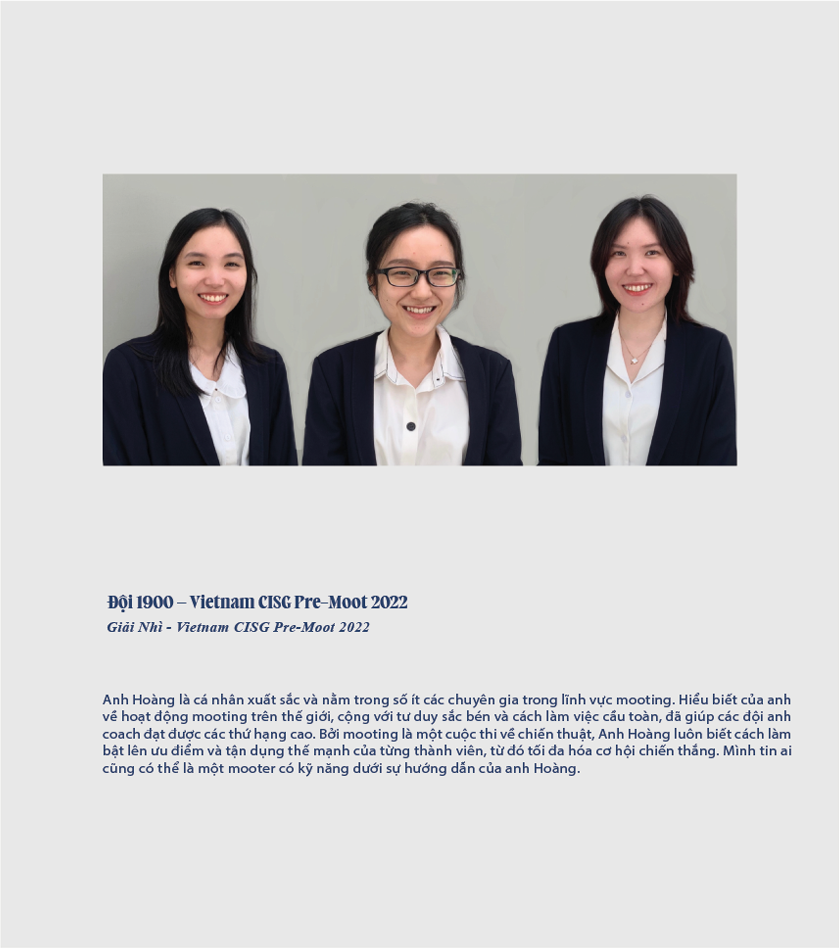 Đội 1900 – Vietnam CISG Pre-Moot 2022
Giải Nhì - Vietnam CISG Pre-Moot 2022
Anh Hoàng là cá nhân xuất sắc và nằm trong số ít các chuyên gia trong lĩnh vực mooting. Hiểu biết của anh
về hoạt động mooting trên thế giới, cộng với tư duy sắc bén và cách làm việc cầu toàn, đã giúp các đội anh
coach đạt được các thứ hạng cao. Bởi mooting là một cuộc thi về chiến thuật, Anh Hoàng luôn biết cách làm
bật lên ưu điểm và tận dụng thế mạnh của từng thành viên, từ đó tối đa hóa cơ hội chiến thắng. Mình tin ai
cũng có thể là một mooter có kỹ năng dưới sự hướng dẫn của anh Hoàng.